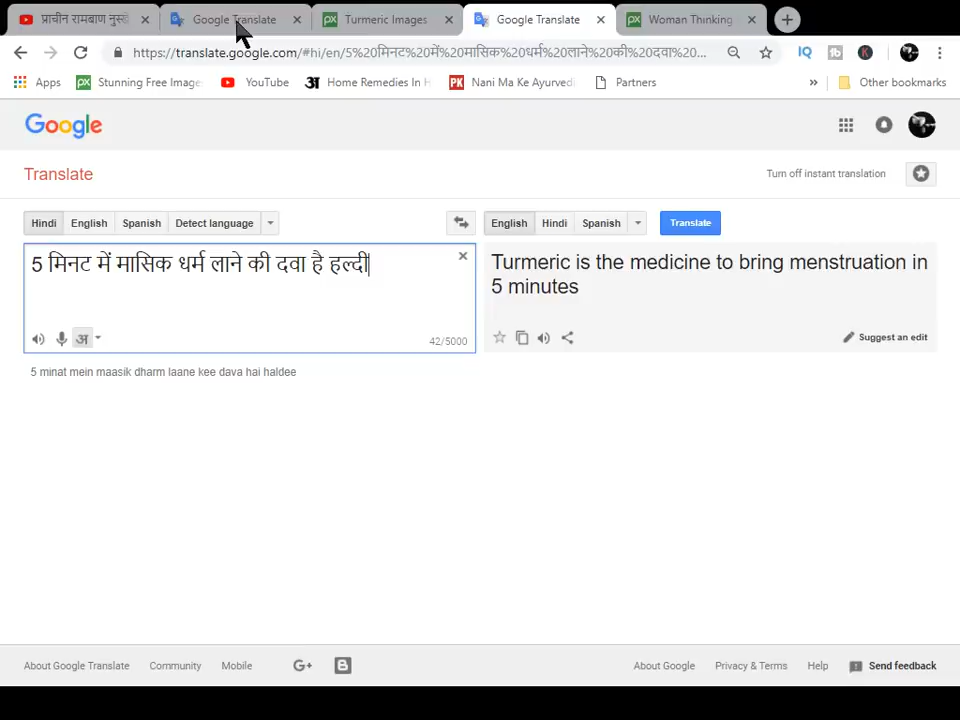 प्राचीन रामबाण नुस्खे
Google Translate
Turmeric Images
Google Translate
Woman Thinking
https://translate.google.com/#hi/en/5%20मिनट%20में%20मासिक%20धर्म%20लाने%20की%20दवा%20...
Apps
Stunning Free Image
YouTube
Home Remedies In H
Nani Ma Ke Ayurved
Partners
»
Other bookmarks
Google
Translate
Turn off instant translation
Hindi English Spanish Detect language
English Hindi Spanish Translate
5 मिनट में मासिक धर्म लाने की दवा है हल्दी
Turmeric is the medicine to bring menstruation in
5 minutes
अ
42/5000
Suggest an edit
5 minat mein maasik dharm laane kee dava hai haldee
About Google Translate Community Mobile G+ B About Google Privacy & Terms Help Send feedback